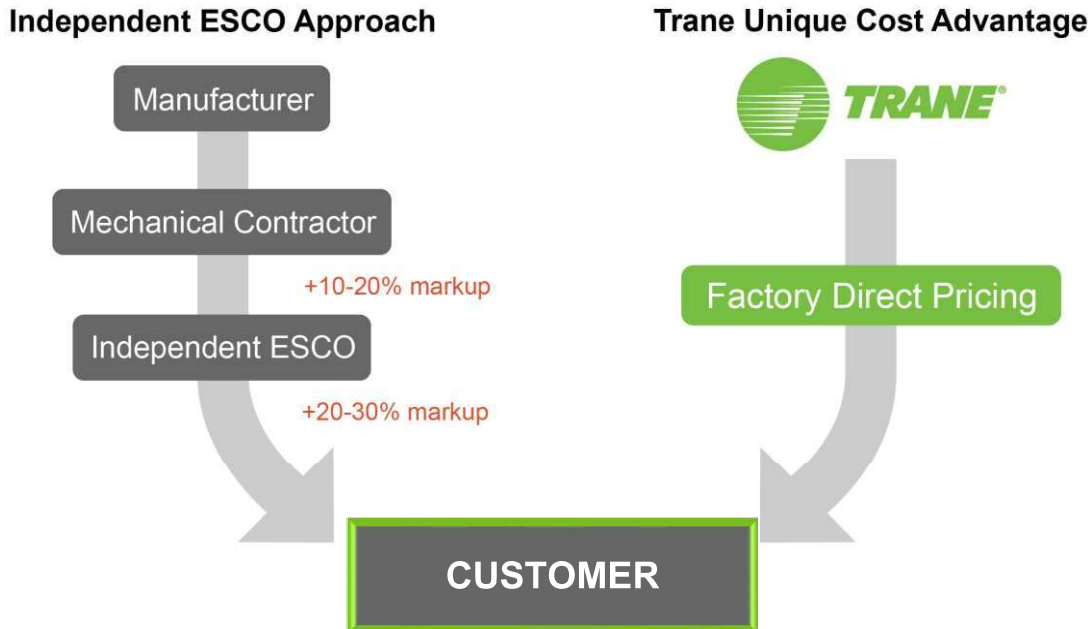 Independent ESCO Approach
Manufacturer
Mechanical Contractor
+10-20% markup
Independent ESCO
+20-30% markup
Trane Unique Cost Advantage
TRANE®
Factory Direct Pricing
CUSTOMER